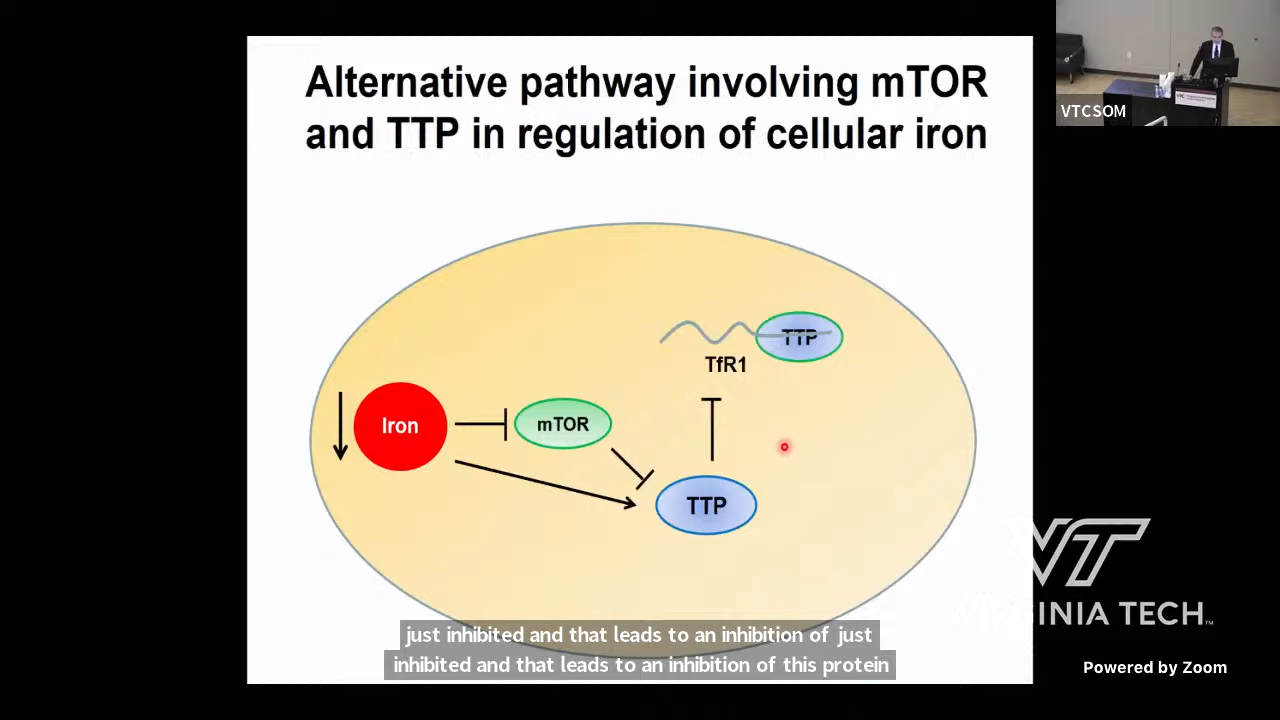 Alternative pathway involving mTOR
and TTP in regulation of cellular iron
VTCSOM
TTP
TfR1
Iron
mTOR
TTP
VT
VIRGINIA TECH™
just inhibited and that leads to an inhibition of just
inhibited and that leads to an inhibition of this protein
Powered by Zoom